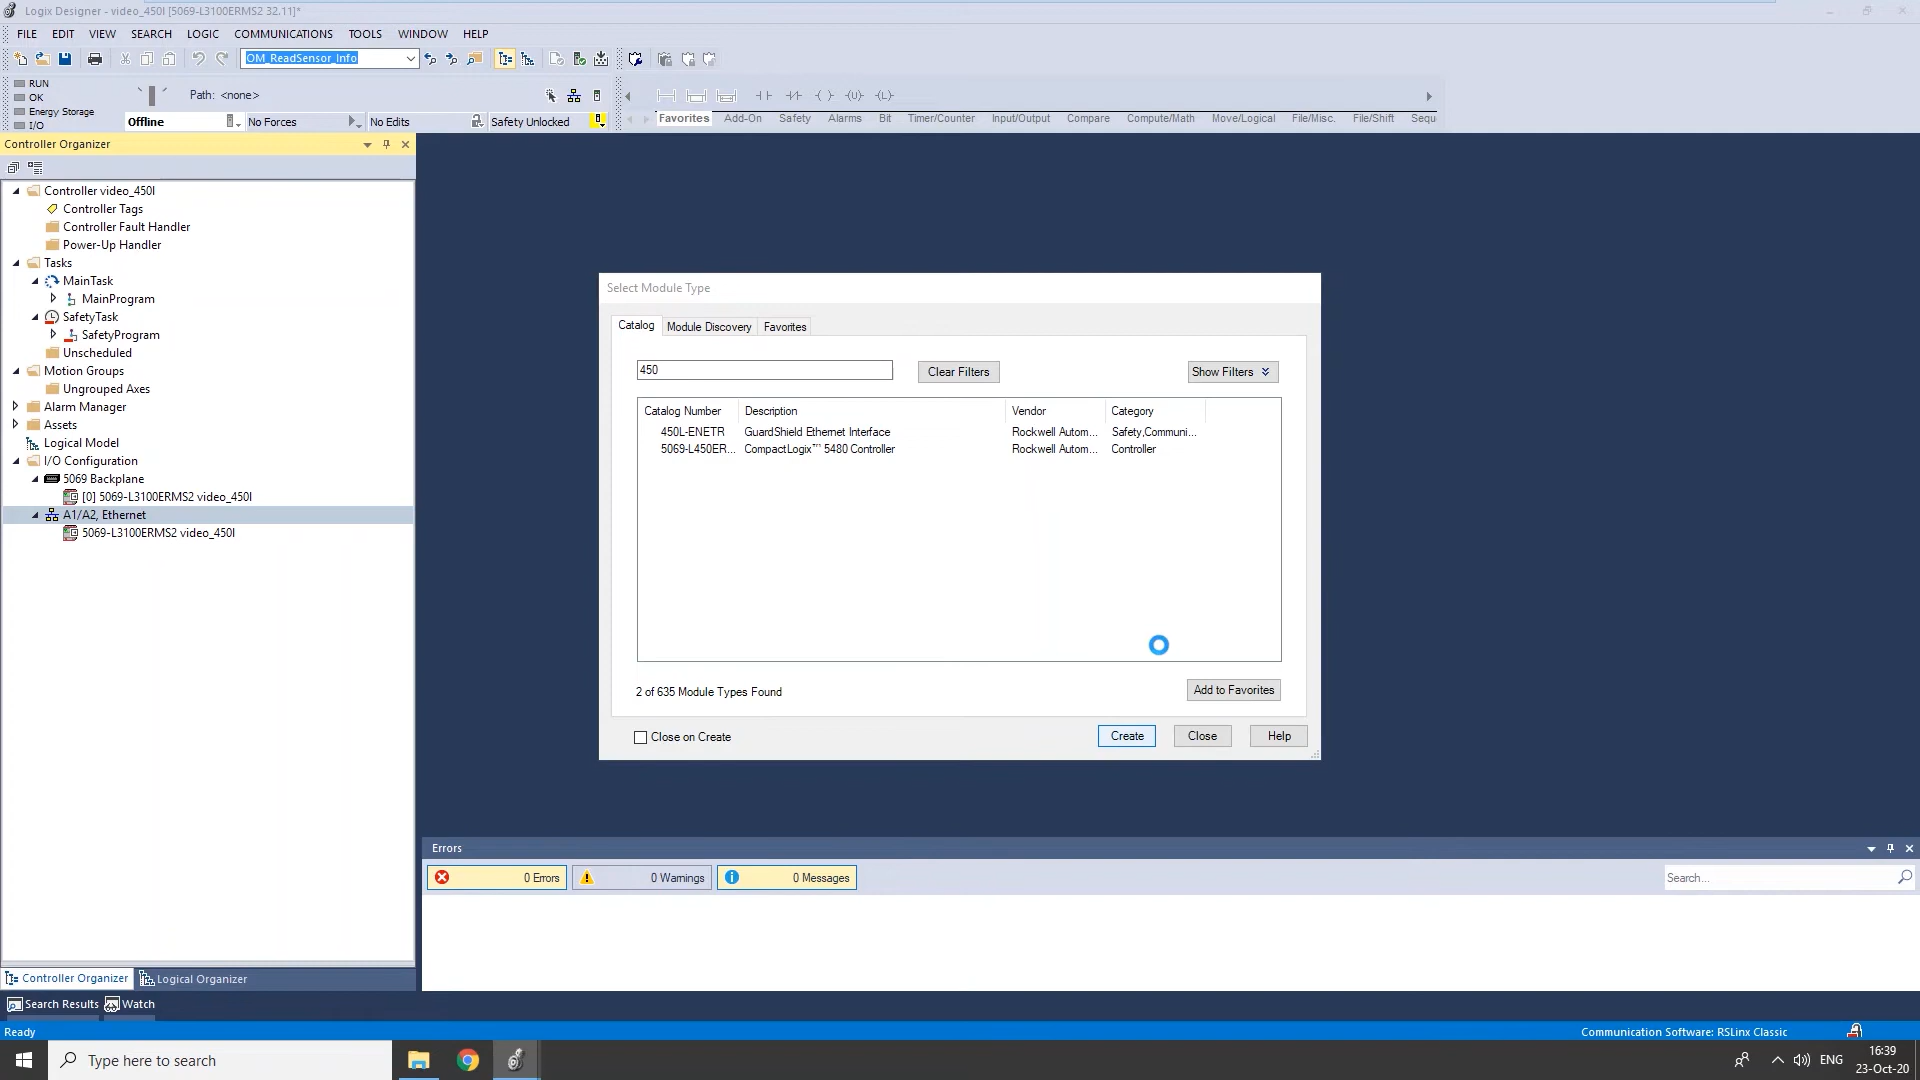 Logix Designer - video_450l [5069-L3100ERMS2 32.11]*
FILE EDIT VIEW SEARCH LOGIC COMMUNICATIONS TOOLS WINDOW HELP
OM_ReadSensor_Info
RUN
OK
Energy Storage
I/O
Path: <none>
Offline No Forces No Edits Safety Unlocked
Favorites Add-On Safety Alarms Bit Timer/Counter Input/Output Compare Compute/Math Move/Logical File/Misc. File/Shift Sequ
Controller Organizer
Controller video_450l
Controller Tags
Controller Fault Handler
Power-Up Handler
Tasks
MainTask
MainProgram
SafetyTask
SafetyProgram
Unscheduled
Motion Groups
Ungrouped Axes
Alarm Manager
Assets
Logical Model
I/O Configuration
5069 Backplane
[0] 5069-L3100ERMS2 video_450l
A1/A2, Ethernet
5069-L3100ERMS2 video_450l
Select Module Type
Catalog Module Discovery Favorites
450 Clear Filters Show Filters
Catalog Number Description Vendor Category
450L-ENETR GuardShield Ethernet Interface Rockwell Autom... Safety,Communi...
5069-L450ER... CompactLogix™ 5480 Controller Rockwell Autom... Controller
2 of 635 Module Types Found Add to Favorites
Close on Create Create Close Help
Errors
0 Errors 0 Warnings 0 Messages Search...
Controller Organizer Logical Organizer
Search Results Watch
Ready Communication Software: RSLinx Classic
Type here to search ENG 16:39
23-Oct-20